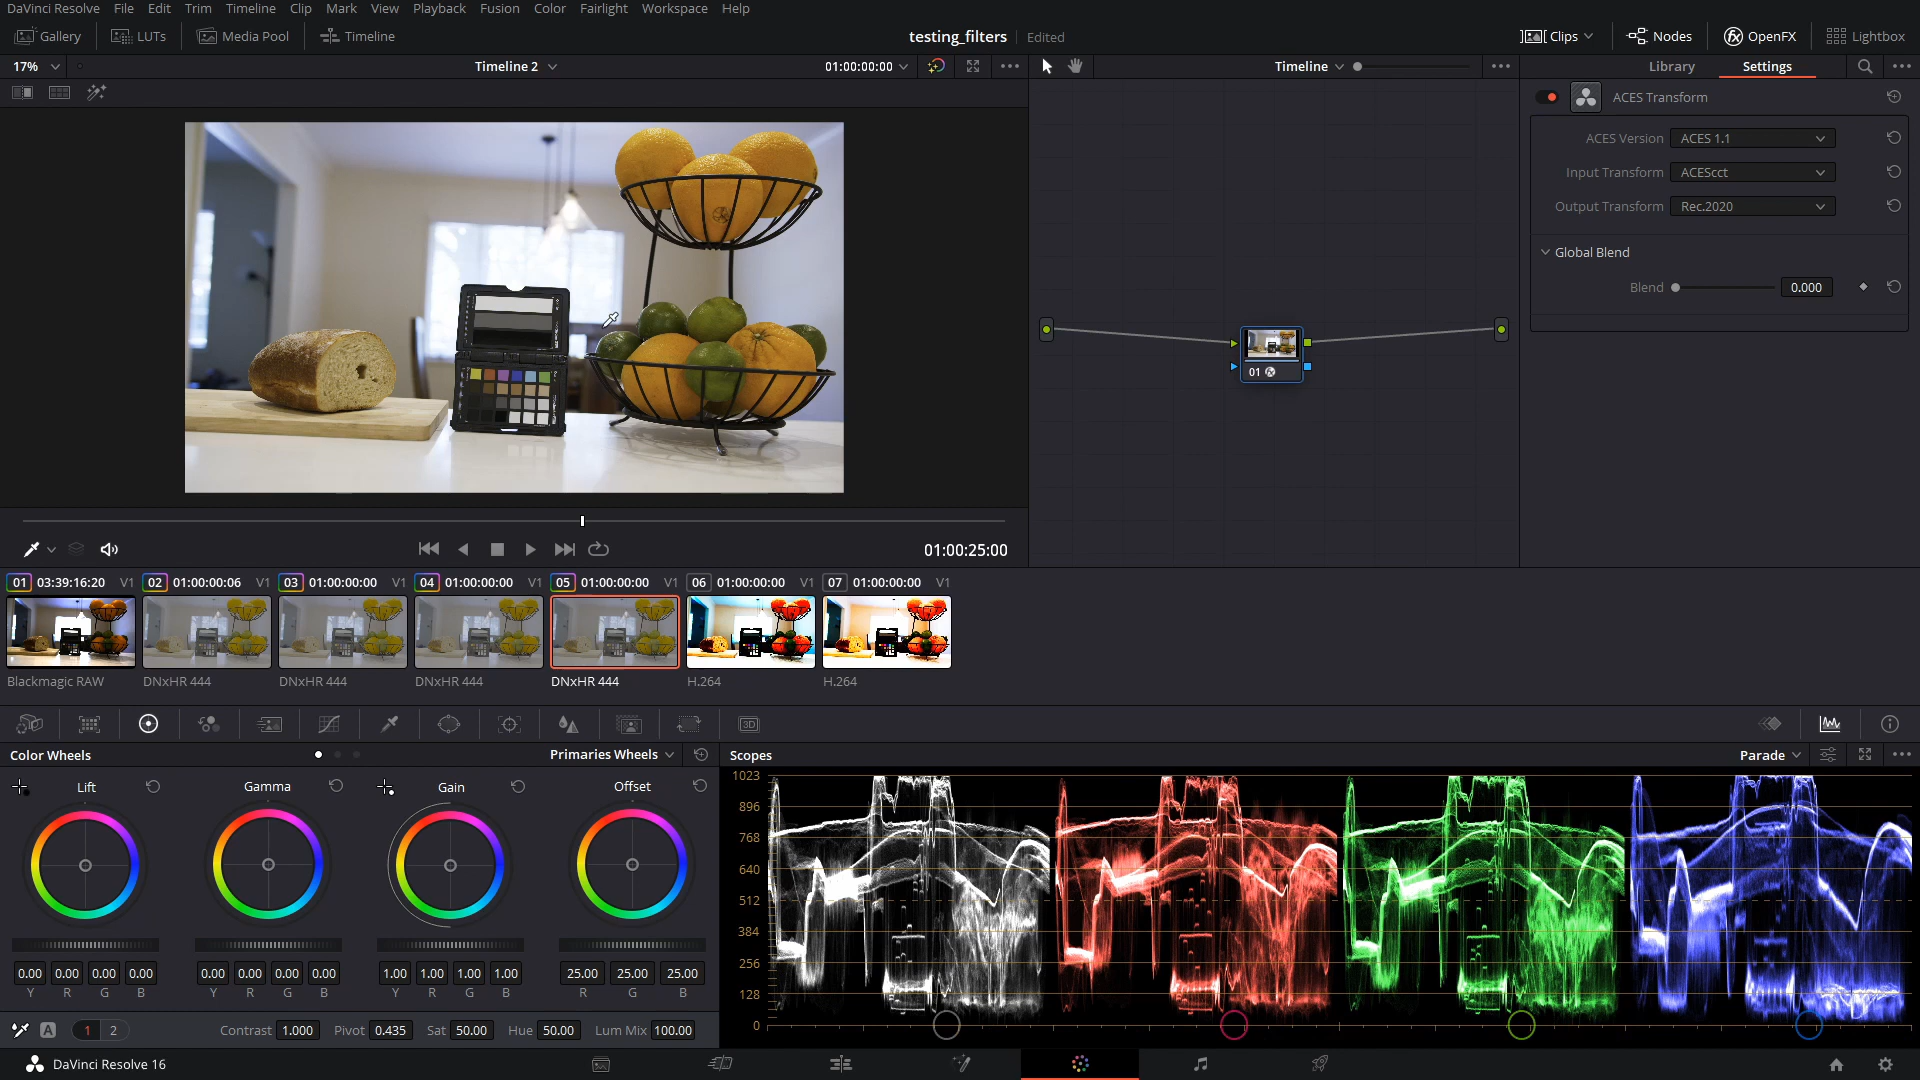 DaVinci Resolve File Edit Trim Timeline Clip Mark View Playback Fusion Color Fairlight Workspace Help
Gallery LUTs Media Pool Timeline testing_filters Edited Clips Nodes OpenFX Lightbox
17% Timeline 2 01:00:00:00 Timeline Library Settings
ACES Transform
ACES Version ACES 1.1
Input Transform ACEScct
Output Transform Rec.2020
Global Blend
Blend 0.000
01
01:00:25:00
01 03:39:16:20 V1 02 01:00:00:06 V1 03 01:00:00:00 V1 04 01:00:00:00 V1 05 01:00:00:00 V1 06 01:00:00:00 V1 07 01:00:00:00 V1
Blackmagic RAW DNxHR 444 DNxHR 444 DNxHR 444 DNxHR 444 H.264 H.264
3D
Color Wheels Primaries Wheels Scopes Parade
Lift Gamma Gain Offset
1023
896
768
640
512
384
256
128
0
0.00 0.00 0.00 0.00 0.00 0.00 0.00 0.00 1.00 1.00 1.00 1.00 25.00 25.00 25.00
Y R G B Y R G B Y R G B R G B
A 1 2 Contrast 1.000 Pivot 0.435 Sat 50.00 Hue 50.00 Lum Mix 100.00
DaVinci Resolve 16